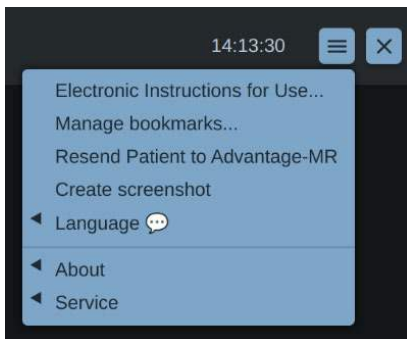 14:13:30
Electronic Instructions for Use...
Manage bookmarks...
Resend Patient to Advantage-MR
Create screenshot
Language 💬
About
Service